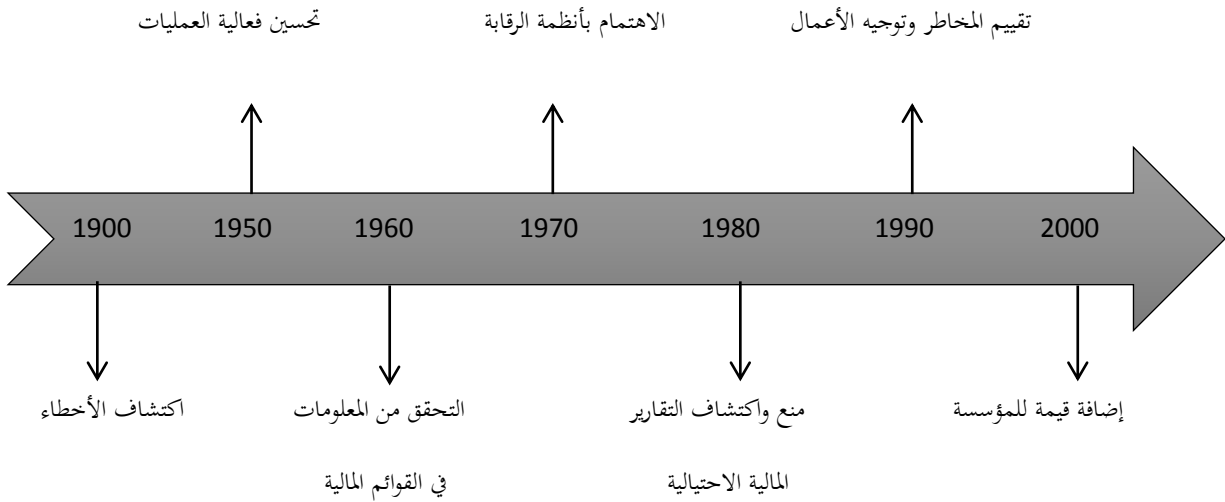 تقييم المخاطر وتوجيه الأعمال
الاهتمام بأنظمة الرقابة
تحسين فعالية العمليات
1900 1950 1960 1970 1980 1990 2000
اكتشاف الأخطاء
التحقق من المعلومات
في القوائم المالية
منع واكتشاف التقارير
المالية الاحتيالية
إضافة قيمة للمؤسسة